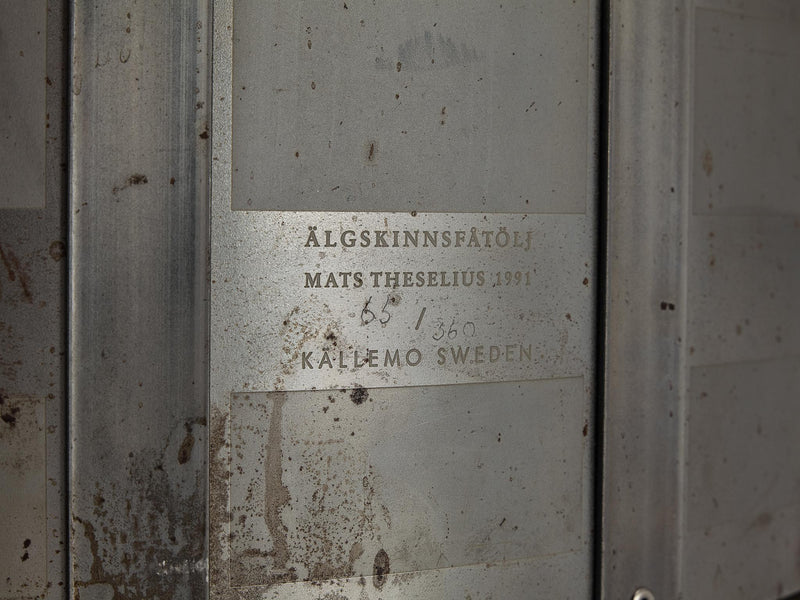 ÄLGSKINNSFÅTÖLJ
MATS THESELIUS 1991
65 / 360
KÄLLEMO SWEDEN